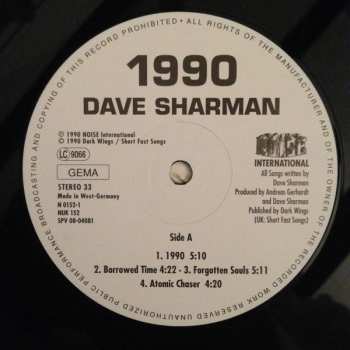 ALL RIGHTS OF THE MANUFACTURER AND OF THE OWNER OF THE RECORDED WORK RESERVED UNAUTHORIZED PUBLIC PERFORMANCE BROADCASTING AND COPYING OF THIS RECORD PROHIBITED •
1990
DAVE SHARMAN
℗ 1990 NOISE International
© 1990 Dark Wings / Short Fast Songs
LC 9066
GEMA
STEREO 33
Made in West-Germany
N 0152-1
NUK 152
SPV 08-04081
NOISE
INTERNATIONAL
All Songs written by
Dave Sharman
Produced by Andreas Gerhardt
and Dave Sharman
Published by Dark Wings
(UK: Short Fast Songs)
Side A
1. 1990 5:10
2. Borrowed Time 4:22 - 3. Forgotten Souls 5:11
4. Atomic Chaser 4:20